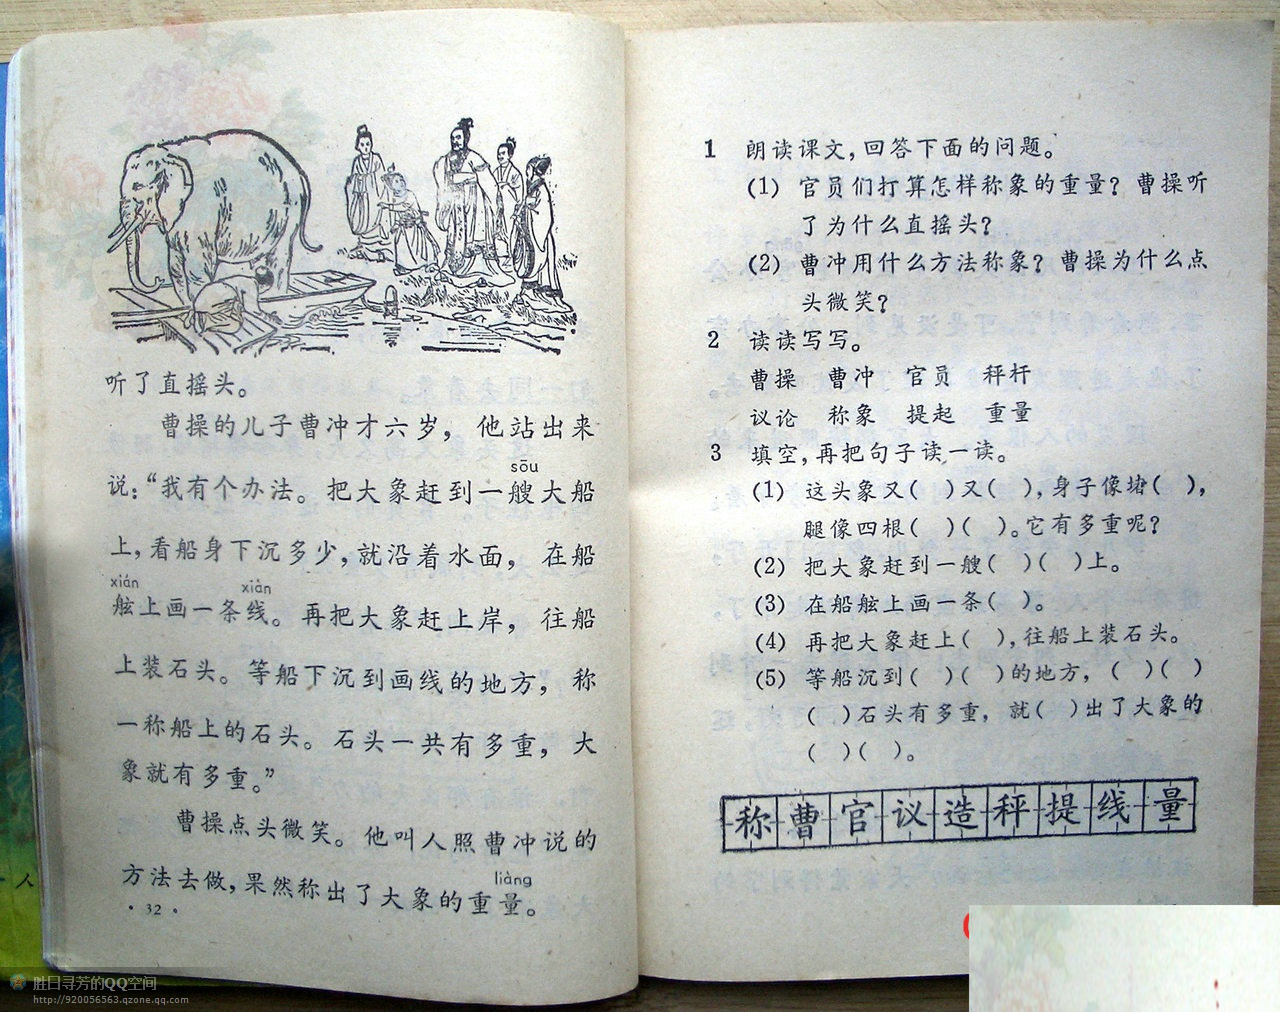 听了直摇头。
曹操的儿子曹冲才六岁，他站出来
sōu
说：“我有个办法。把大象赶到一艘大船
上，看船身下沉多少，就沿着水面，在船
xián xiàn
舷上画一条线。再把大象赶上岸，往船
上装石头。等船下沉到画线的地方，称
一称船上的石头。石头一共有多重，大
象就有多重。”
曹操点头微笑。他叫人照曹冲说的
liàng
方法去做，果然称出了大象的重量。
·32·
1 朗读课文，回答下面的问题。
(1) 官员们打算怎样称象的重量？曹操听
了为什么直摇头？
(2) 曹冲用什么方法称象？曹操为什么点
头微笑？
2 读读写写。
曹操 曹冲 官员 秤杆
议论 称象 提起 重量
3 填空，再把句子读一读。
(1) 这头象又( )又( )，身子像墙( )，
腿像四根( )( )。它有多重呢？
(2) 把大象赶到一艘( )( )上。
(3) 在船舷上画一条( )。
(4) 再把大象赶上( )，往船上装石头。
(5) 等船沉到( )( )的地方，( )( )
( )石头有多重，就( )出了大象的
( )( )。
称曹官议造秤提线量
人
胜日寻芳的QQ空间
http://920056563.qzone.qq.com